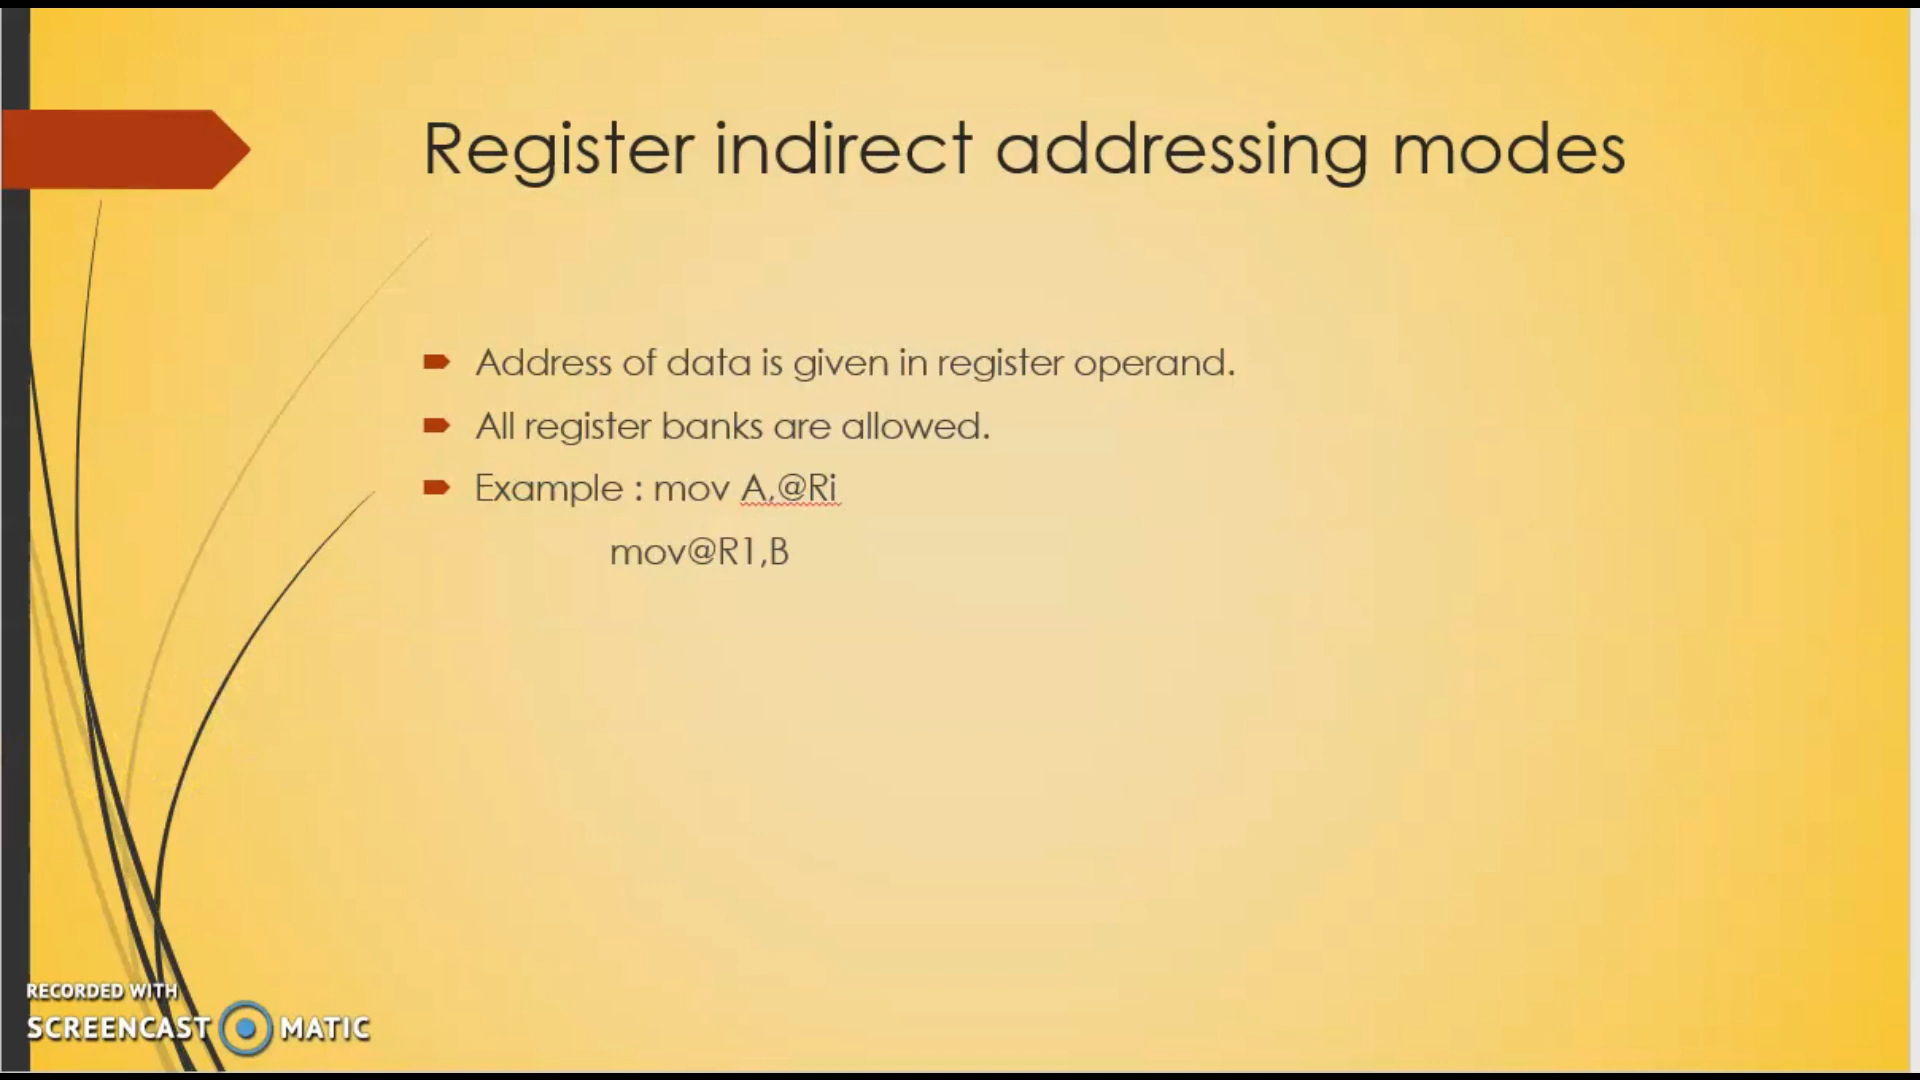 Register indirect addressing modes
Address of data is given in register operand.
All register banks are allowed.
Example : mov A,@Ri
mov@R1,B
RECORDED WITH
SCREENCAST MATIC